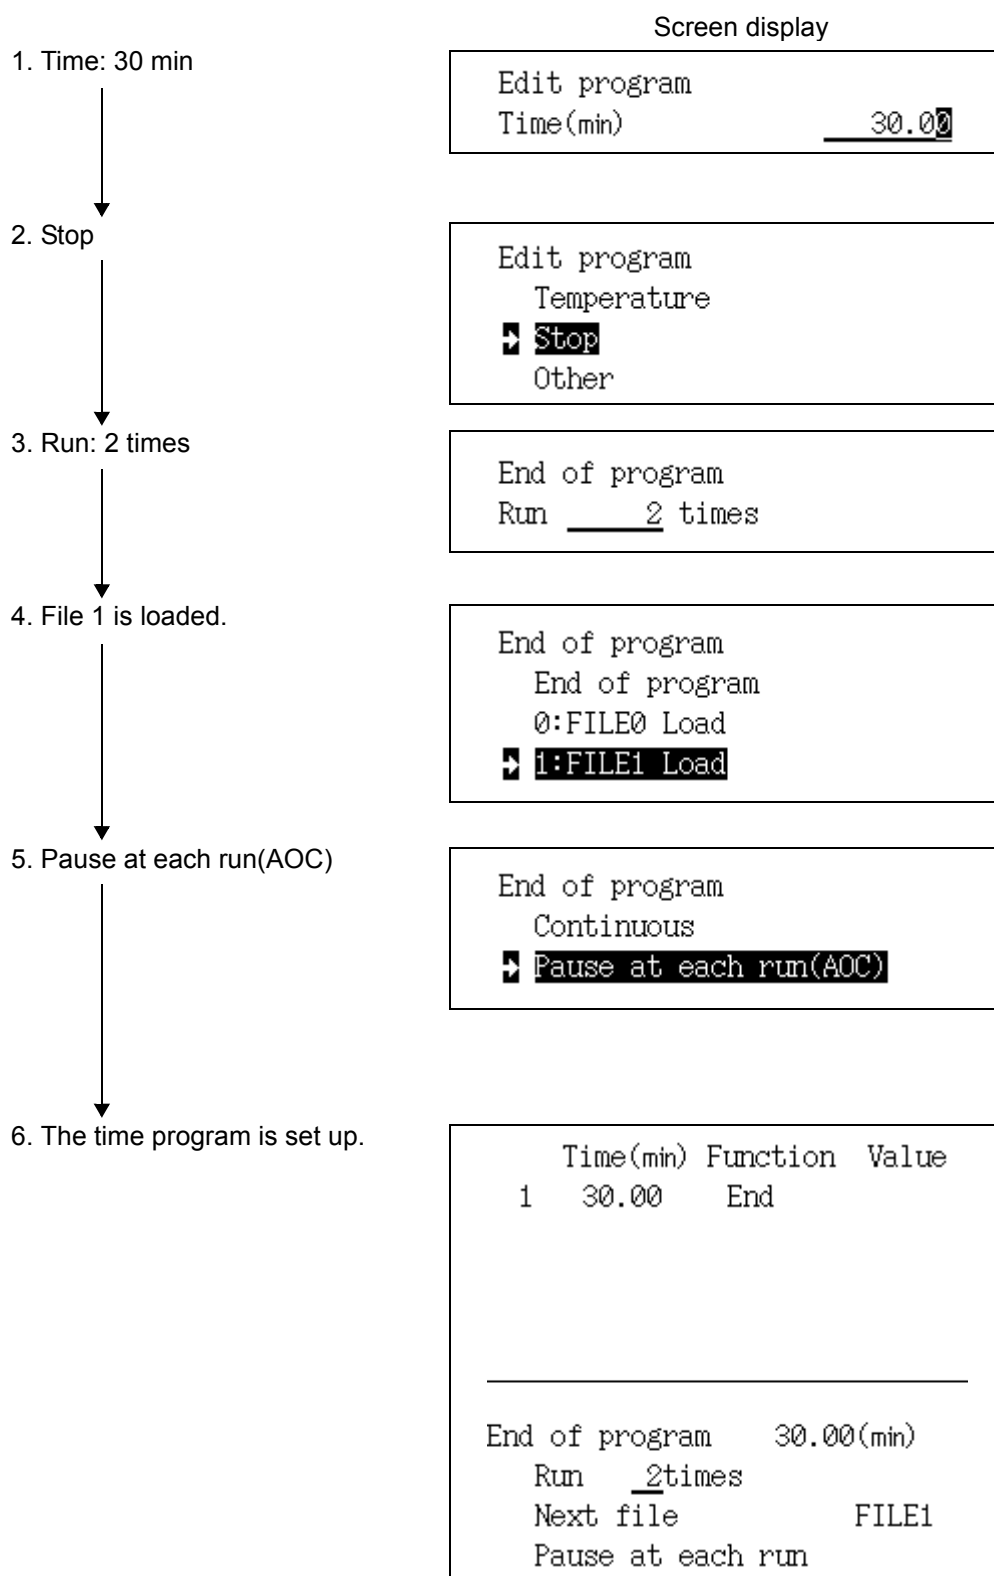 Screen display
1. Time: 30 min
Edit program
Time(min) 30.00
2. Stop
Edit program
Temperature
Stop
Other
3. Run: 2 times
End of program
Run 2 times
4. File 1 is loaded.
End of program
End of program
0:FILE0 Load
1:FILE1 Load
5. Pause at each run(AOC)
End of program
Continuous
Pause at each run(AOC)
6. The time program is set up.
Time(min) Function Value
1 30.00 End
End of program 30.00(min)
Run 2times
Next file FILE1
Pause at each run